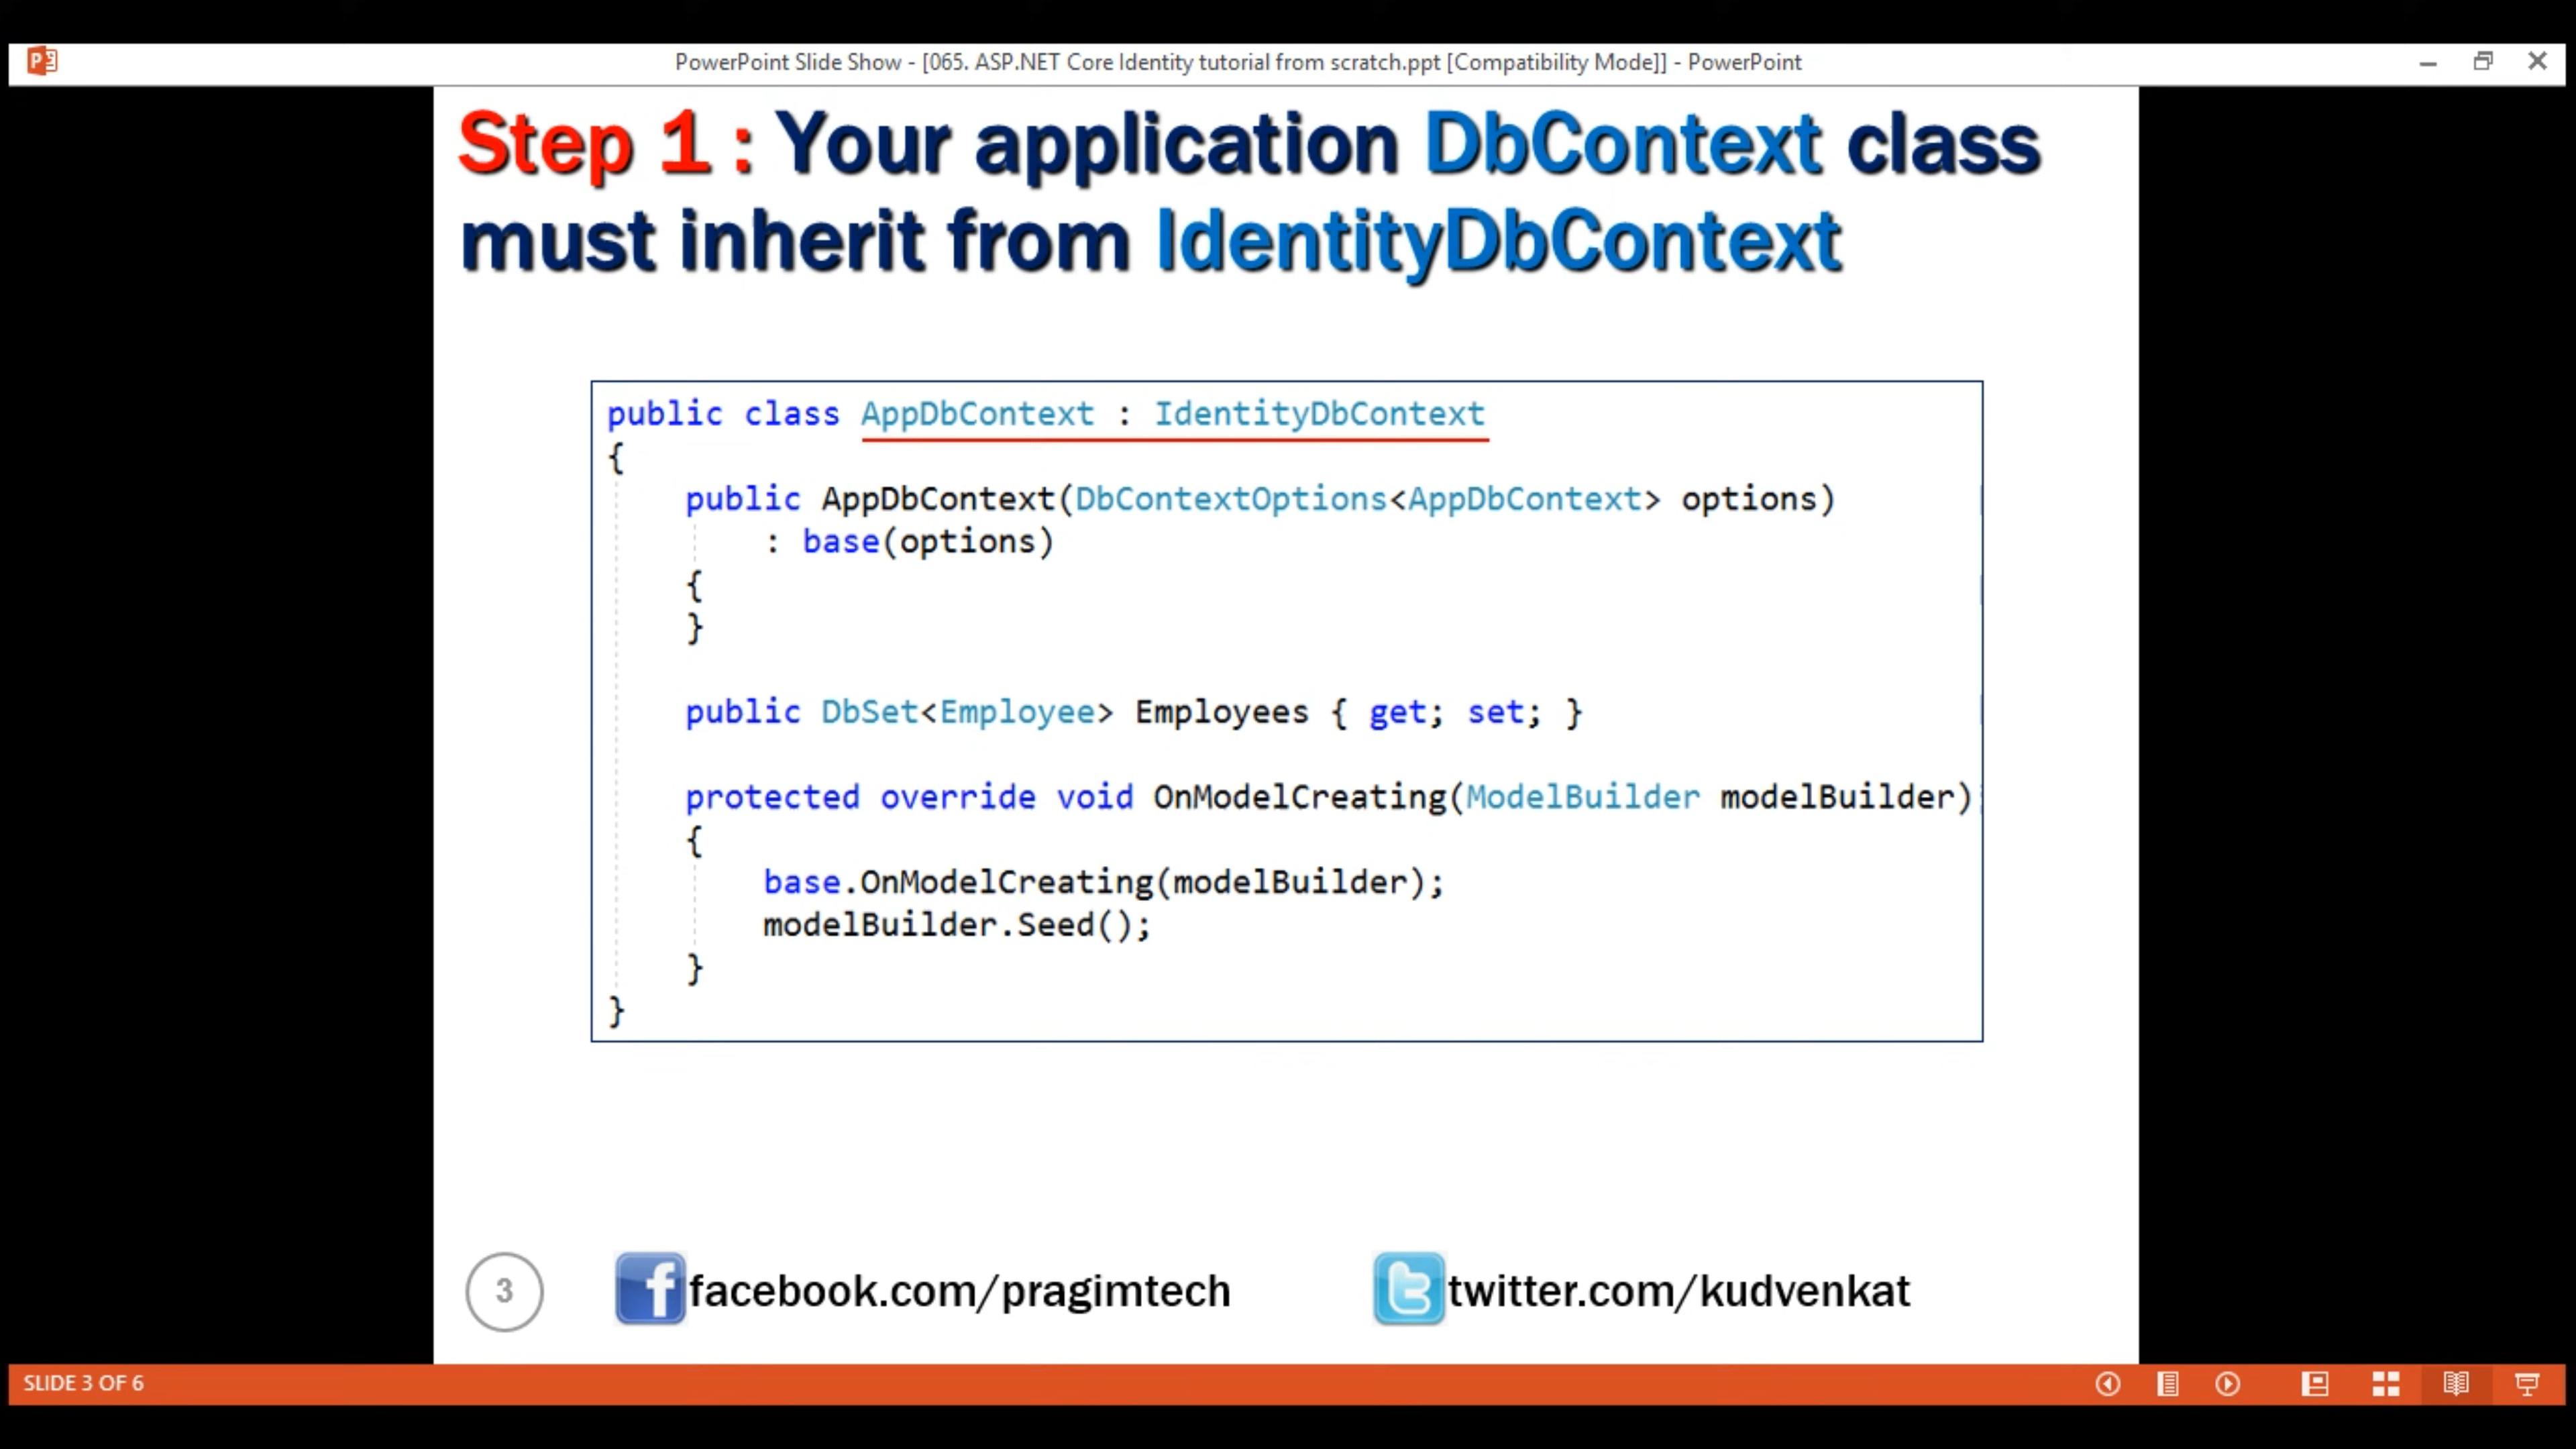 PowerPoint Slide Show - [065. ASP.NET Core Identity tutorial from scratch.ppt [Compatibility Mode]] - PowerPoint
Step 1 : Your application DbContext class
must inherit from IdentityDbContext
public class AppDbContext : IdentityDbContext
{
    public AppDbContext(DbContextOptions<AppDbContext> options)
        : base(options)
    {
    }
    public DbSet<Employee> Employees { get; set; }
    protected override void OnModelCreating(ModelBuilder modelBuilder)
    {
        base.OnModelCreating(modelBuilder);
        modelBuilder.Seed();
    }
}
3 facebook.com/pragimtech twitter.com/kudvenkat
SLIDE 3 OF 6